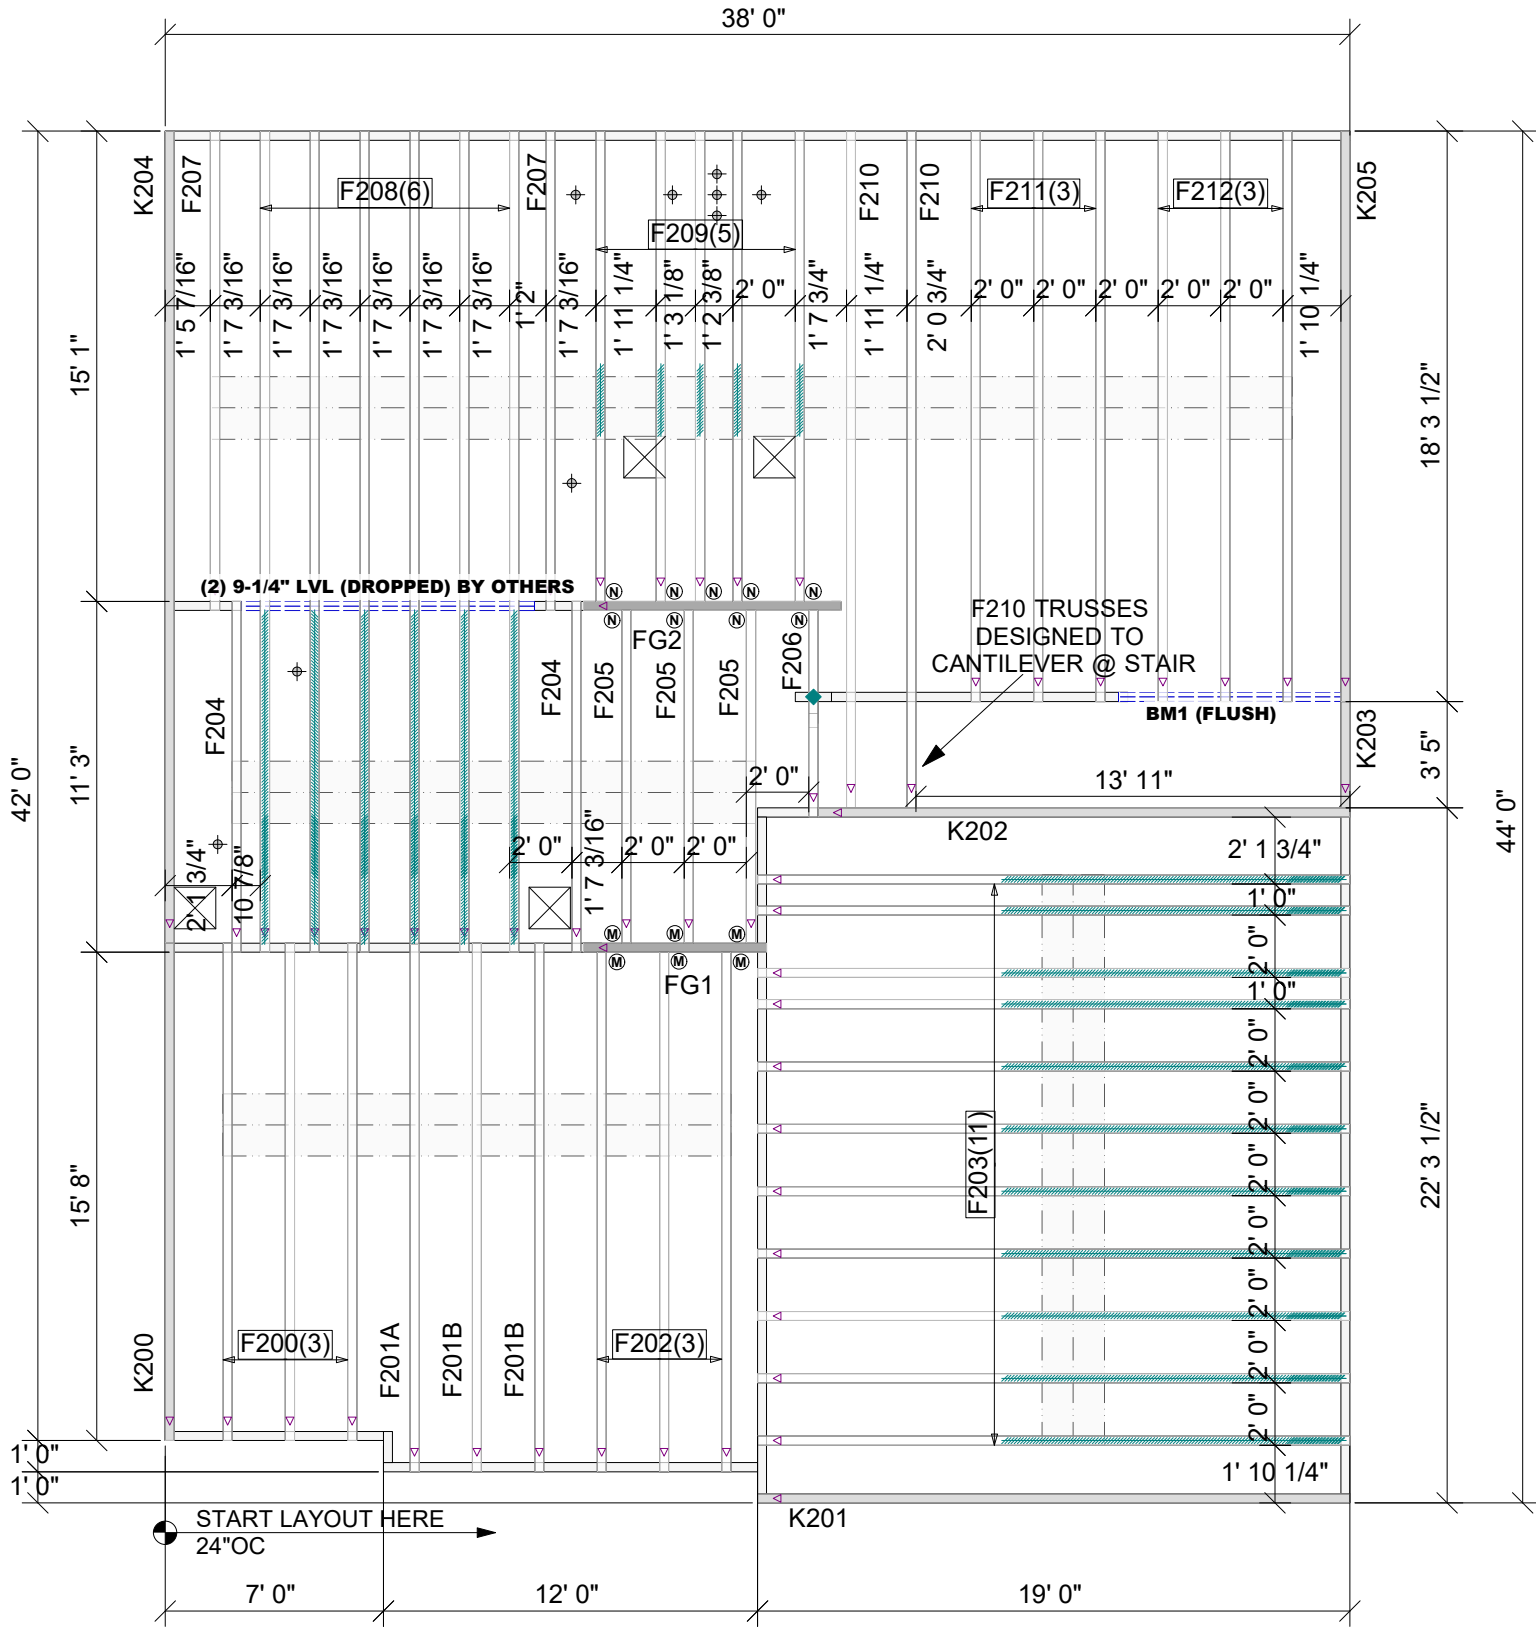 38' 0"
K204
F207
F208(6)
F207
F209(5)
F210
F210
F211(3)
F212(3)
K205
1' 5 7/16"
1' 7 3/16"
1' 7 3/16"
1' 7 3/16"
1' 7 3/16"
1' 7 3/16"
1' 7 3/16"
1' 2"
1' 7 3/16"
1' 11 1/4"
1' 3 1/8"
1' 2 3/8"
2' 0"
1' 7 3/4"
1' 11 1/4"
2' 0 3/4"
2' 0"
2' 0"
2' 0"
2' 0"
2' 0"
1' 10 1/4"
15' 1"
18' 3 1/2"
(2) 9-1/4" LVL (DROPPED) BY OTHERS
N
N
N
N
N
N
N
N
N
FG2
F210 TRUSSES
DESIGNED TO
CANTILEVER @ STAIR
F204
F204
F205
F205
F205
F206
BM1 (FLUSH)
K203
42' 0"
11' 3"
3' 5"
44' 0"
2' 0"
13' 11"
K202
2' 1 3/4"
10 7/8"
2' 0"
1' 7 3/16"
2' 0"
2' 0"
M
M
M
M
M
M
FG1
2' 1 3/4"
1' 0"
2' 0"
1' 0"
2' 0"
2' 0"
2' 0"
2' 0"
2' 0"
2' 0"
2' 0"
1' 10 1/4"
F203(11)
22' 3 1/2"
15' 8"
K200
F200(3)
F201A
F201B
F201B
F202(3)
1' 0"
1' 0"
K201
START LAYOUT HERE
24"OC
7' 0"
12' 0"
19' 0"